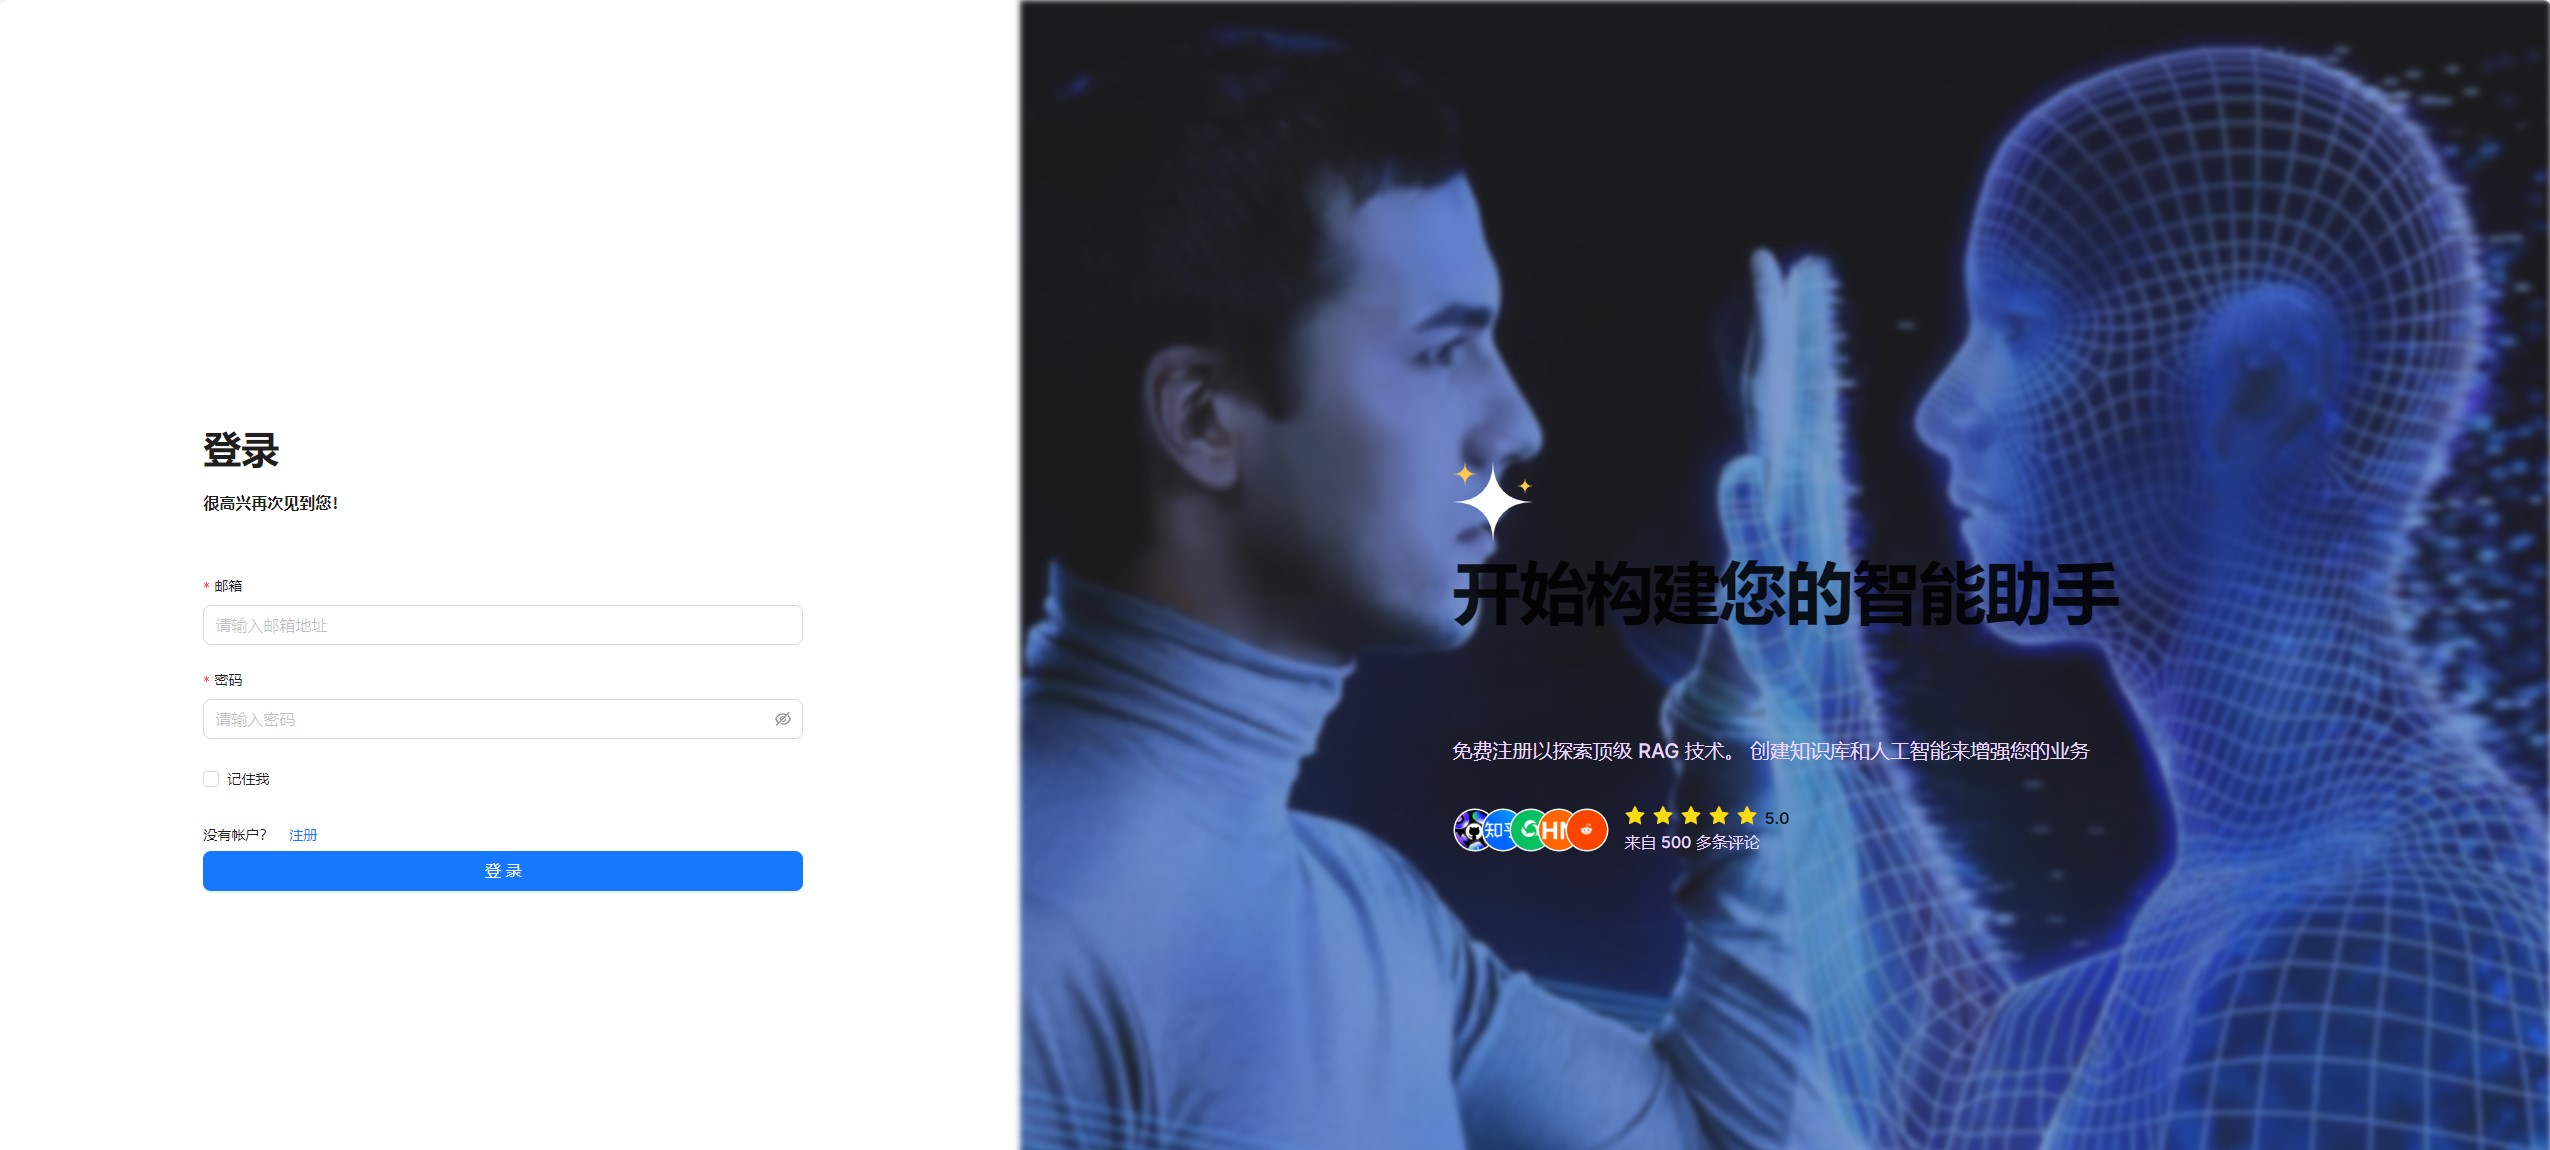 登录
很高兴再次见到您!
* 邮箱
请输入邮箱地址
* 密码
请输入密码
记住我
没有帐户? 注册
登录
开始构建您的智能助手
免费注册以探索顶级 RAG 技术。 创建知识库和人工智能来增强您的业务
知乎
HN
5.0
来自 500 多条评论